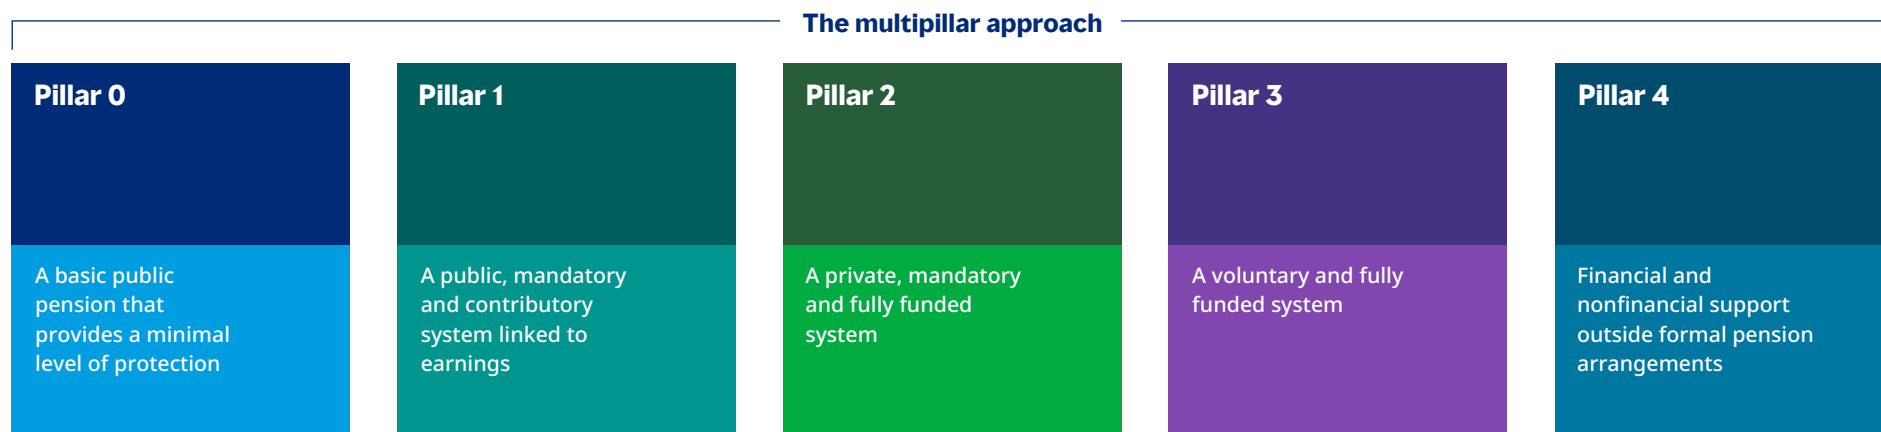 The multipillar approach
Pillar 0
A basic public
pension that
provides a minimal
level of protection
Pillar 1
A public, mandatory
and contributory
system linked to
earnings
Pillar 2
A private, mandatory
and fully funded
system
Pillar 3
A voluntary and fully
funded system
Pillar 4
Financial and
nonfinancial support
outside formal pension
arrangements